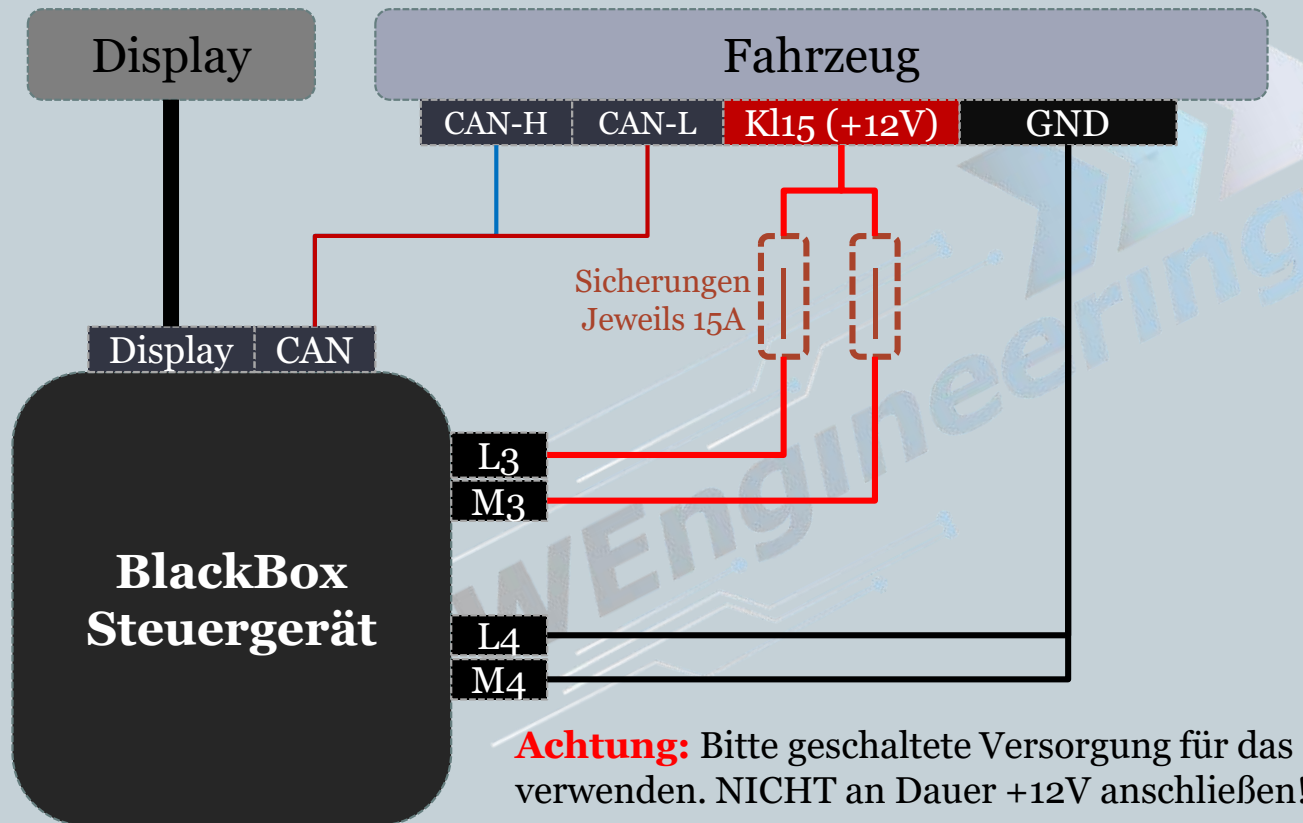 Display
Fahrzeug
CAN-H
CAN-L
Kl15 (+12V)
GND
Sicherungen
Jeweils 15A
Display
CAN
L3
M3
BlackBox
Steuergerät
L4
M4
WEngineering
Achtung: Bitte geschaltete Versorgung für das
verwenden. NICHT an Dauer +12V anschließen!